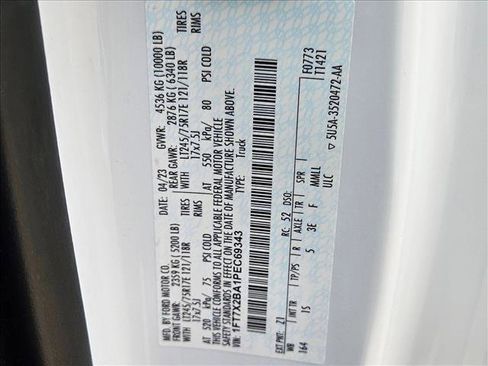 MFD. BY FORD MOTOR CO.
DATE: 04/23 GVWR: 4536 KG (10000 LB)
FRONT GAWR: 2359 KG (5200 LB) REAR GAWR: 2876 KG (6340 LB)
WITH LT245/75R17E 121/118R TIRES WITH LT245/75R17E 121/118R TIRES
17x7.5J RIMS 17x7.5J RIMS
AT 520 kPa/ 75 PSI COLD AT 550 kPa/ 80 PSI COLD
THIS VEHICLE CONFORMS TO ALL APPLICABLE FEDERAL MOTOR VEHICLE
SAFETY STANDARDS IN EFFECT ON THE DATE OF MANUFACTURE SHOWN ABOVE.
VIN: 1FT7X2BA1PEC69343
TYPE: Truck
F0773
T1421
EXT PNT: Z1 RC: 52 DSO:
WB INT TR TP/PS R AXLE TR SPR
164 IS 5 3E F MMLL
ULC
▽ 5U5A-3520472-AA